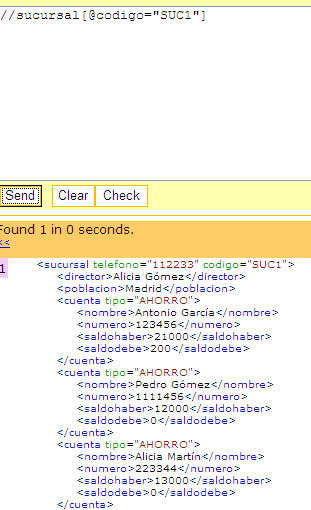 //sucursal[@codigo="SUC1"]
Send Clear Check
Found 1 in 0 seconds.
<<
1 <sucursal telefono="112233" codigo="SUC1">
<director>Alicia Gómez</director>
<poblacion>Madrid</poblacion>
<cuenta tipo="AHORRO">
<nombre>Antonio García</nombre>
<numero>123456</numero>
<saldohaber>21000</saldohaber>
<saldodebe>200</saldodebe>
</cuenta>
<cuenta tipo="AHORRO">
<nombre>Pedro Gómez</nombre>
<numero>1111456</numero>
<saldohaber>12000</saldohaber>
<saldodebe>0</saldodebe>
</cuenta>
<cuenta tipo="AHORRO">
<nombre>Alicia Martín</nombre>
<numero>223344</numero>
<saldohaber>13000</saldohaber>
<saldodebe>0</saldodebe>
</cuenta>